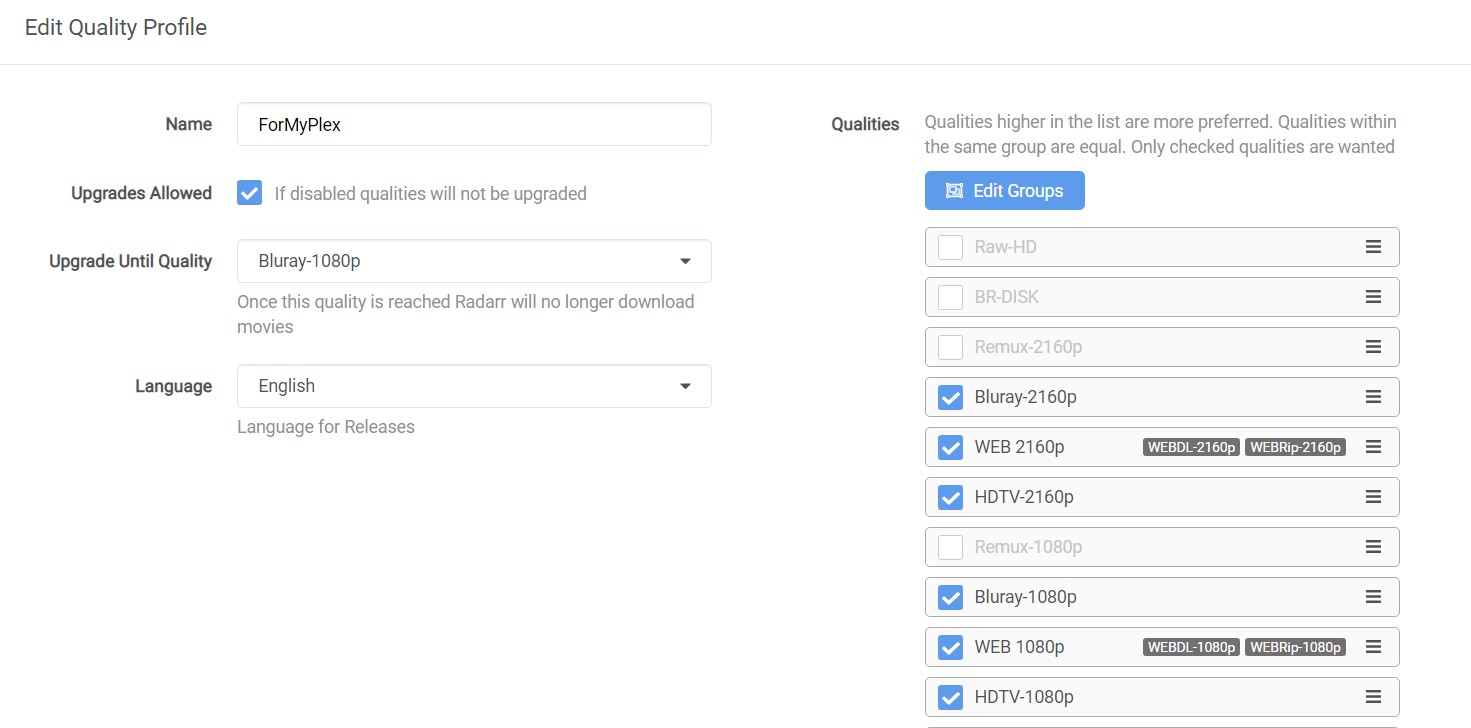 Edit Quality Profile
Name
ForMyPlex
Upgrades Allowed
If disabled qualities will not be upgraded
Upgrade Until Quality
Bluray-1080p
Once this quality is reached Radarr will no longer download
movies
Language
English
Language for Releases
Qualities
Qualities higher in the list are more preferred. Qualities within
the same group are equal. Only checked qualities are wanted
Edit Groups
Raw-HD
BR-DISK
Remux-2160p
Bluray-2160p
WEB 2160p WEBDL-2160p WEBRip-2160p
HDTV-2160p
Remux-1080p
Bluray-1080p
WEB 1080p WEBDL-1080p WEBRip-1080p
HDTV-1080p